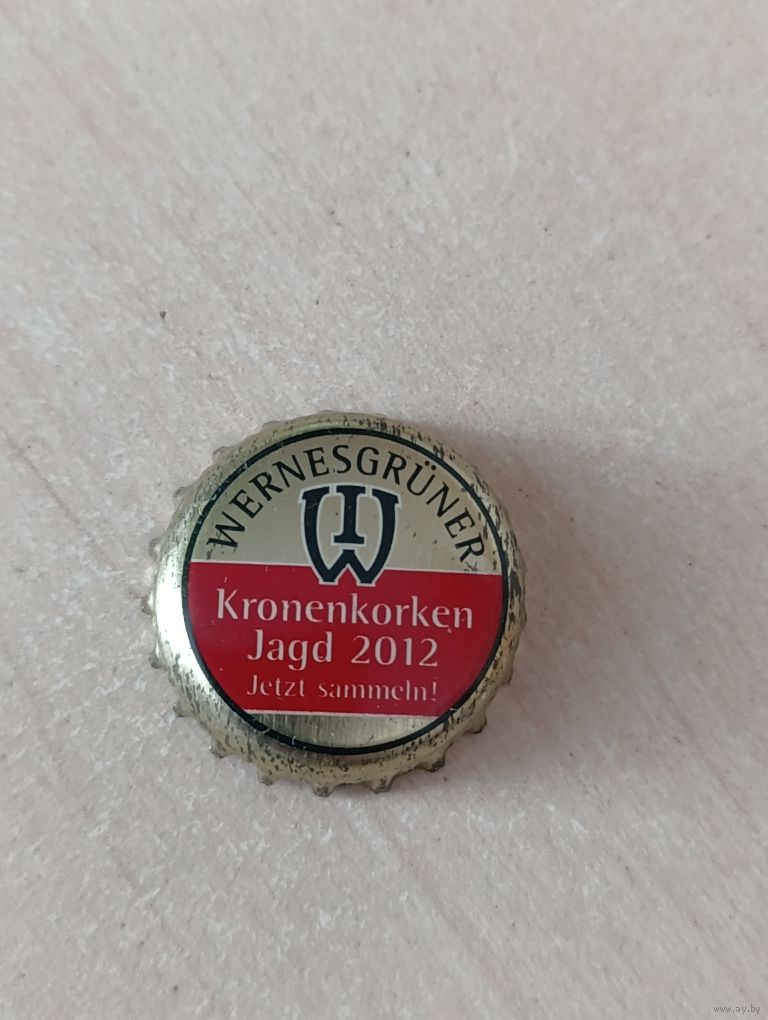 WERNESGRÜNER
W
Kronenkorken
Jagd 2012
Jetzt sammeln!
www.ay.by